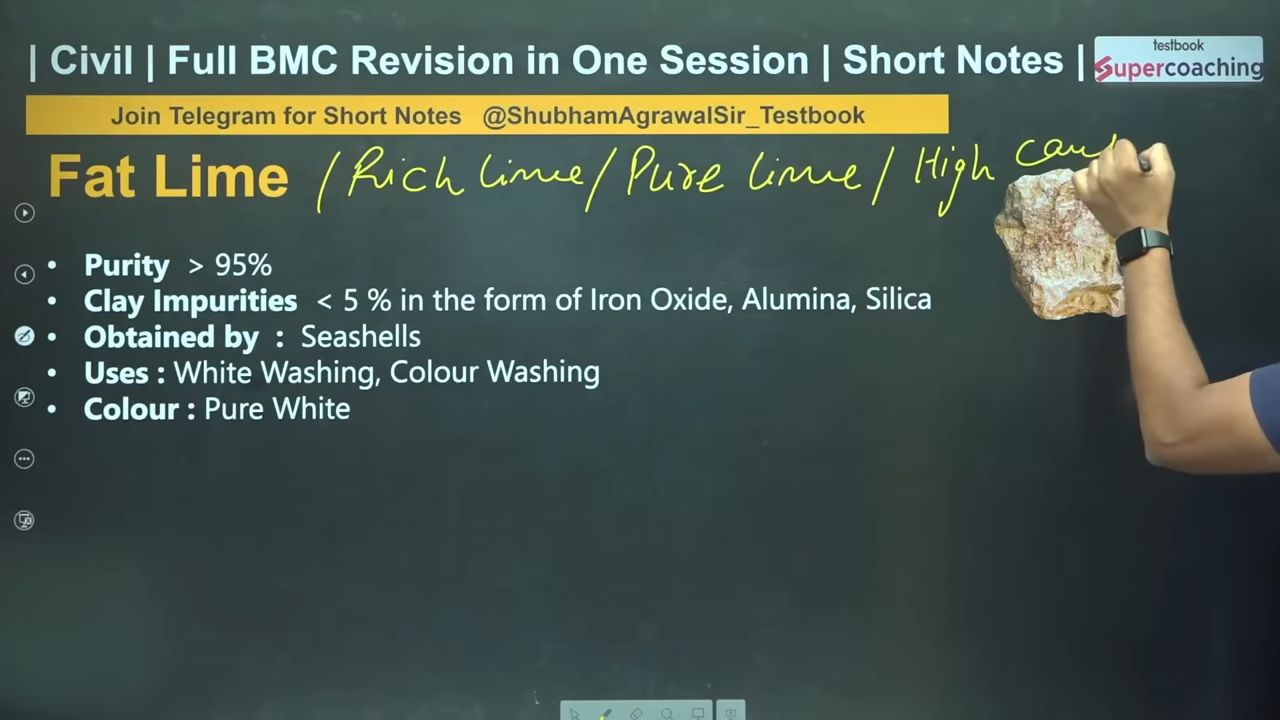 | Civil | Full BMC Revision in One Session | Short Notes |
testbook
Supercoaching
Join Telegram for Short Notes @ShubhamAgrawalSir_Testbook
Fat Lime / Rich lime / Pure lime / High
• Purity > 95%
• Clay Impurities < 5 % in the form of Iron Oxide, Alumina, Silica
• Obtained by : Seashells
• Uses : White Washing, Colour Washing
• Colour : Pure White